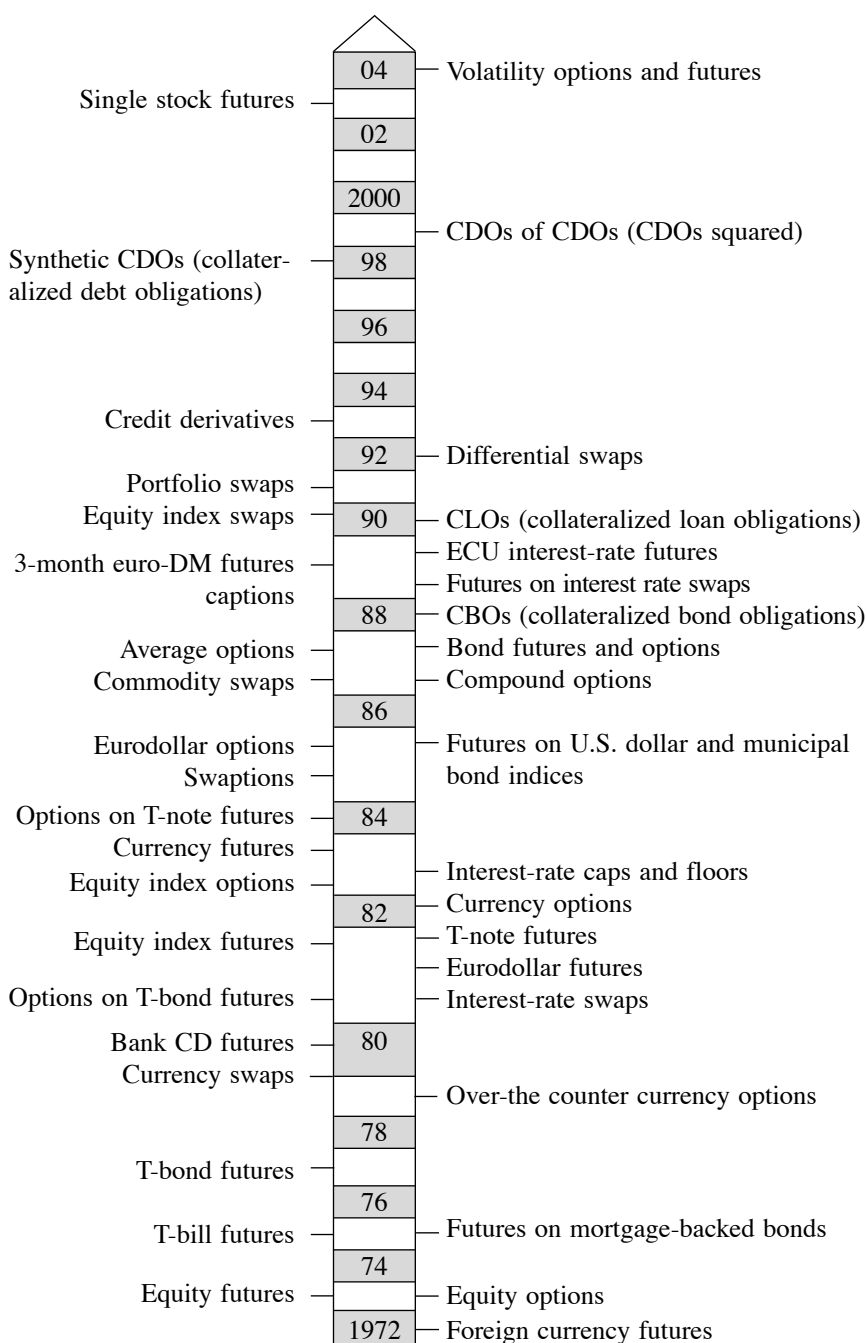 04
Volatility options and futures
Single stock futures
02
2000
CDOs of CDOs (CDOs squared)
Synthetic CDOs (collater-
alized debt obligations)
98
96
94
Credit derivatives
92
Differential swaps
Portfolio swaps
Equity index swaps
90
CLOs (collateralized loan obligations)
ECU interest-rate futures
3-month euro-DM futures
captions
Futures on interest rate swaps
88
CBOs (collateralized bond obligations)
Average options
Bond futures and options
Commodity swaps
Compound options
86
Eurodollar options
Futures on U.S. dollar and municipal
bond indices
Swaptions
Options on T-note futures
84
Currency futures
Interest-rate caps and floors
Equity index options
82
Currency options
Equity index futures
T-note futures
Eurodollar futures
Options on T-bond futures
Interest-rate swaps
Bank CD futures
80
Currency swaps
Over-the counter currency options
78
T-bond futures
76
T-bill futures
Futures on mortgage-backed bonds
74
Equity futures
Equity options
1972
Foreign currency futures